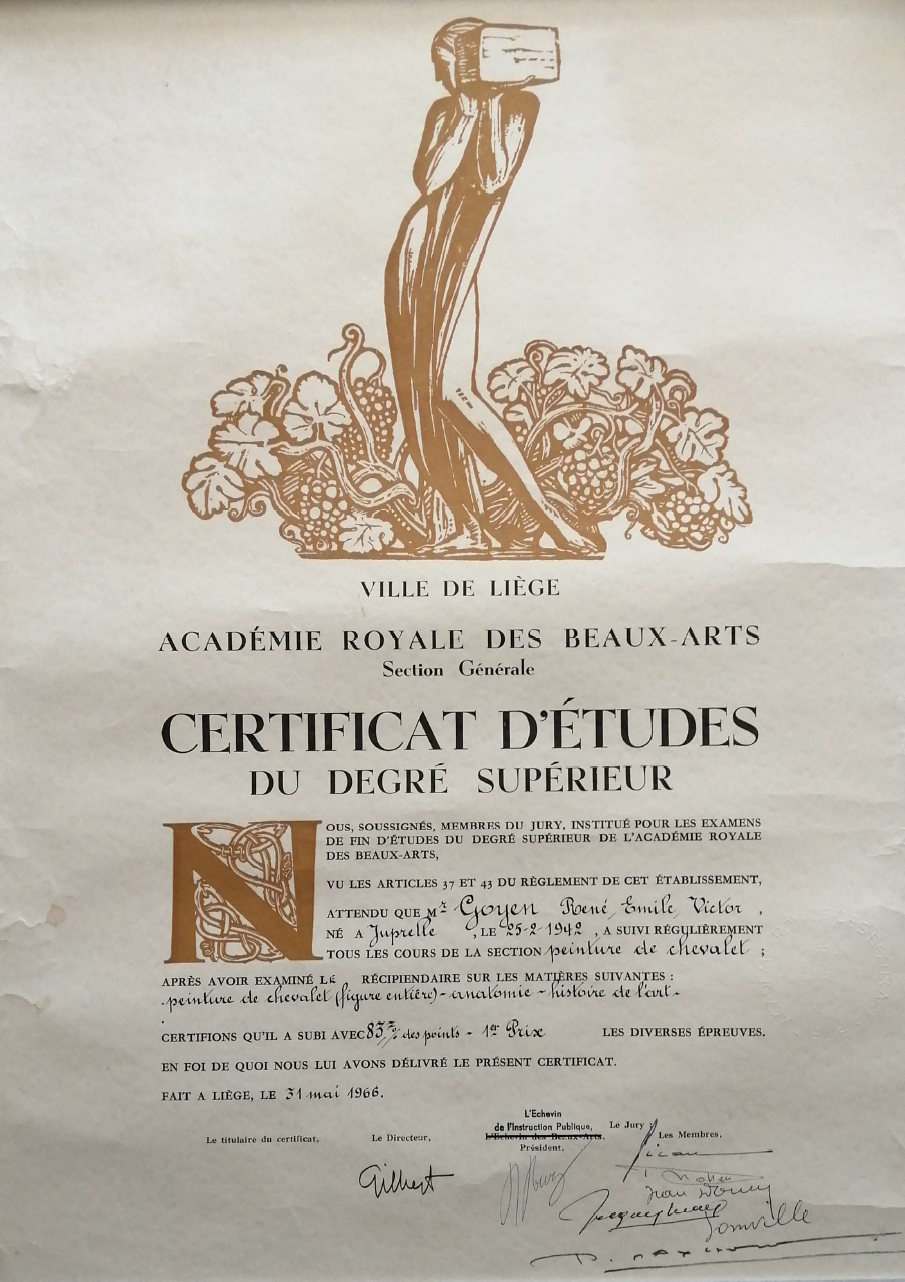 VILLE DE LIÈGE
ACADÉMIE ROYALE DES BEAUX-ARTS
Section Générale
CERTIFICAT D'ÉTUDES
DU DEGRÉ SUPÉRIEUR
NOUS, SOUSSIGNÉS, MEMBRES DU JURY, INSTITUÉ POUR LES EXAMENS
DE FIN D'ÉTUDES DU DEGRÉ SUPÉRIEUR DE L'ACADÉMIE ROYALE
DES BEAUX-ARTS,
VU LES ARTICLES 37 ET 43 DU RÈGLEMENT DE CET ÉTABLISSEMENT,
ATTENDU QUE Mr Goyen René, Emile, Victor ,
NÉ A Juprelle , LE 25-2-1942 , A SUIVI RÉGULIÈREMENT
TOUS LES COURS DE LA SECTION peinture de chevalet ;
APRÈS AVOIR EXAMINÉ LE RÉCIPIENDAIRE SUR LES MATIÈRES SUIVANTES :
peinture de chevalet (figure entière) - anatomie - histoire de l'art -
CERTIFIONS QU'IL A SUBI AVEC 83 % des points - 1er Prix LES DIVERSES ÉPREUVES.
EN FOI DE QUOI NOUS LUI AVONS DÉLIVRÉ LE PRÉSENT CERTIFICAT.
FAIT A LIÈGE, LE 31 mai 1966.
L'Echevin
de l'Instruction Publique,
L'Echevin des Beaux-Arts,
Président,
Le titulaire du certificat,
Le Directeur,
Le Jury
Les Membres,
Gilbert
Joinville